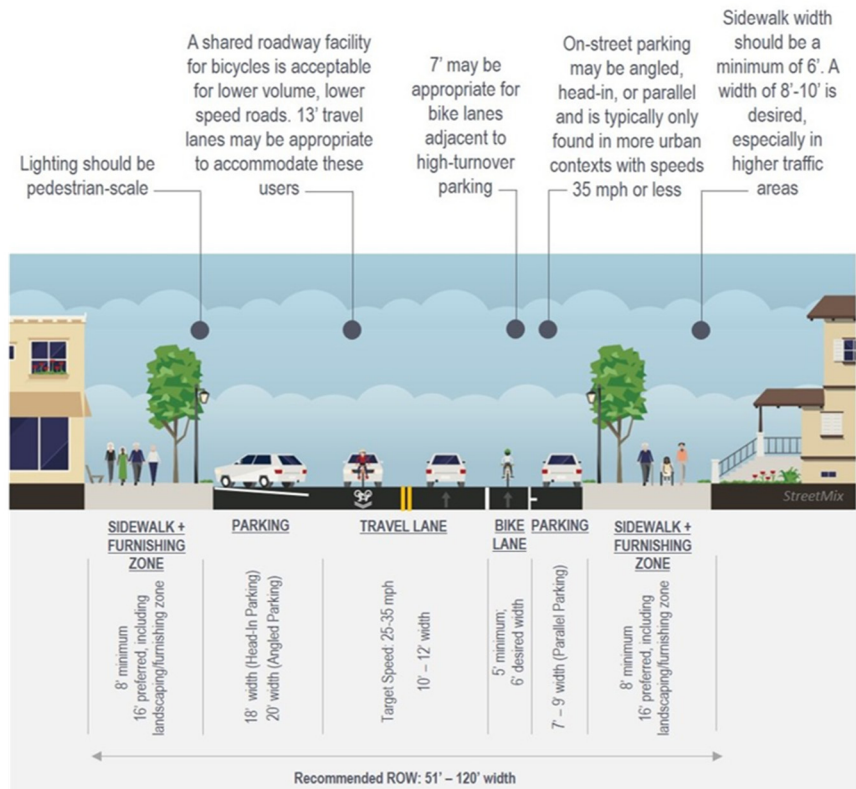 Lighting should be
pedestrian-scale
A shared roadway facility
for bicycles is acceptable
for lower volume, lower
speed roads. 13’ travel
lanes may be appropriate
to accommodate these
users
7’ may be
appropriate for
bike lanes
adjacent to
high-turnover
parking
On-street parking
may be angled,
head-in, or parallel
and is typically only
found in more urban
contexts with speeds
35 mph or less
Sidewalk width
should be a
minimum of 6’. A
width of 8’-10’ is
desired,
especially in
higher traffic
areas
StreetMix
SIDEWALK +
FURNISHING
ZONE
PARKING
TRAVEL LANE
BIKE
LANE
PARKING
SIDEWALK +
FURNISHING
ZONE
8’ minimum
16’ preferred, including
landscaping/furnishing zone
18’ width (Head-In Parking)
20’ width (Angled Parking)
Target Speed: 25-35 mph
10’ – 12’ width
5‘ minimum;
6’ desired width
7’ – 9’ width (Parallel Parking)
8’ minimum
16’ preferred, including
landscaping/furnishing zone
Recommended ROW: 51’ – 120’ width